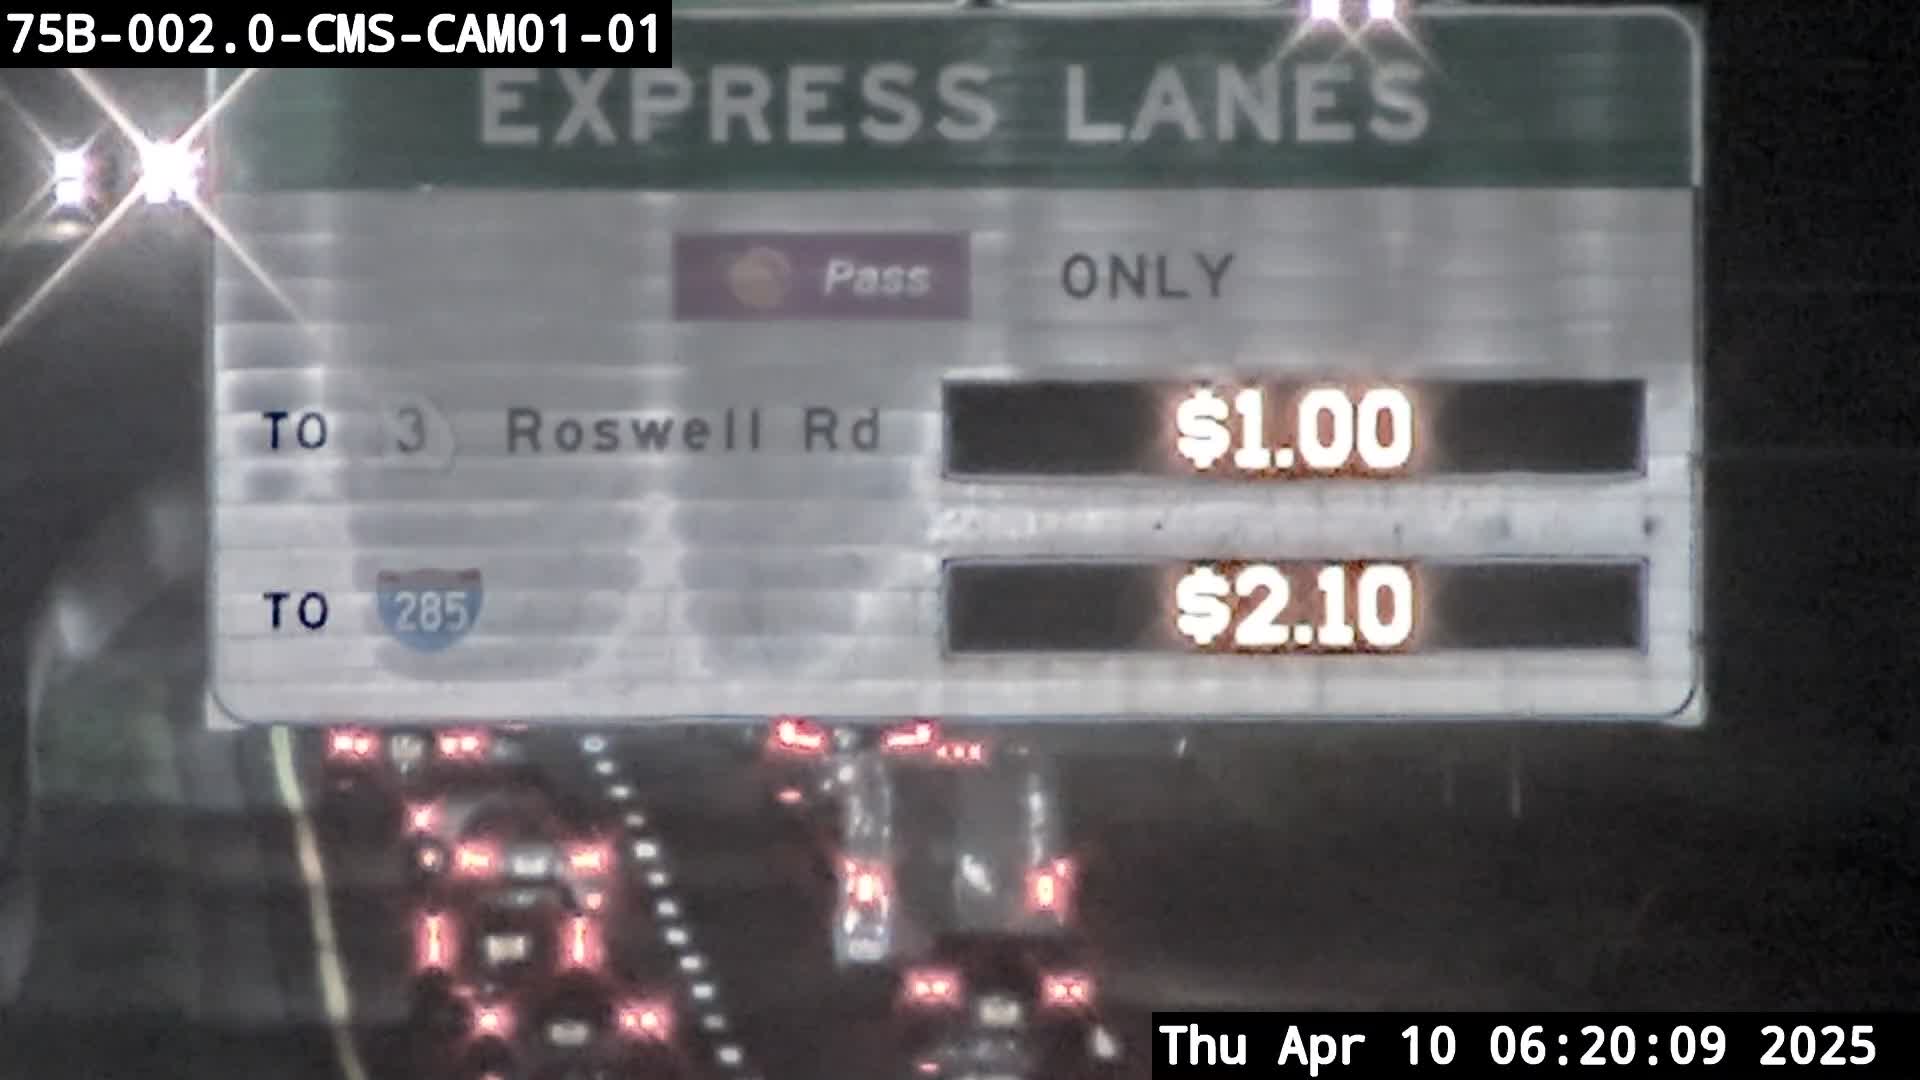 75B-002.0-CMS-CAM01-01
EXPRESS LANES
Pass ONLY
TO 3 Roswell Rd $1.00
TO 285 $2.10
Thu Apr 10 06:20:09 2025